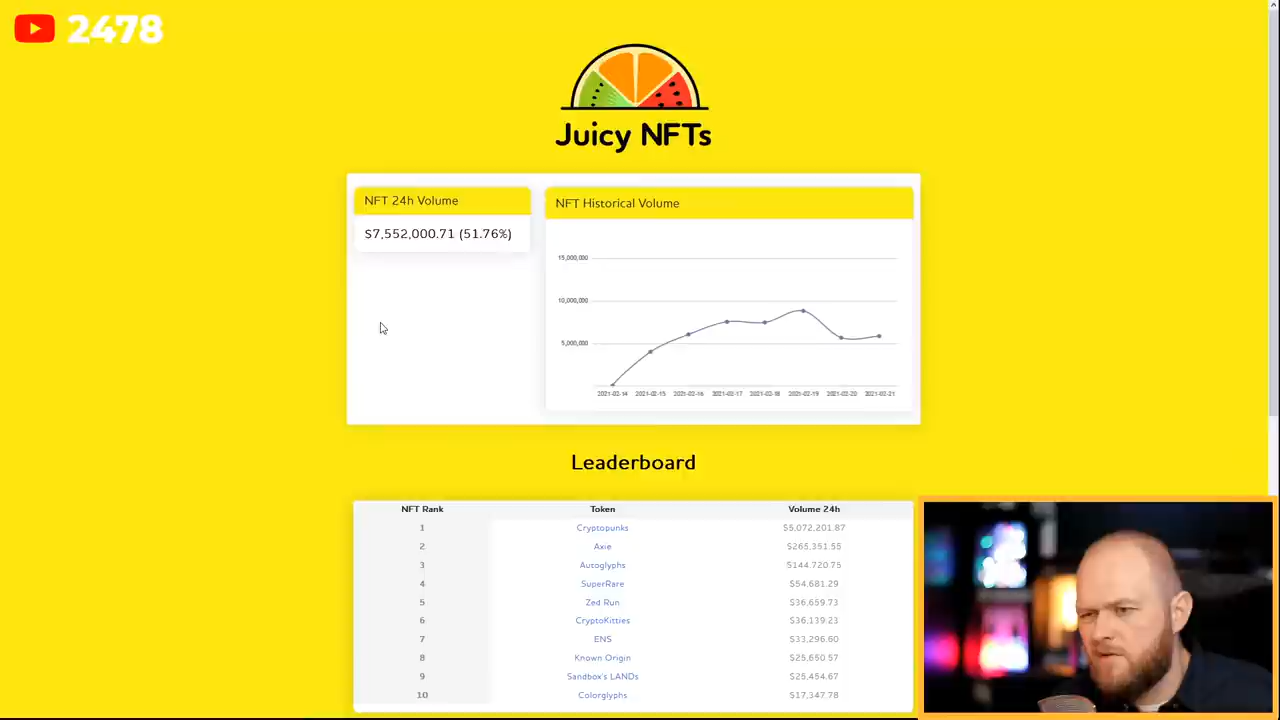 2478
Juicy NFTs
NFT 24h Volume
$7,552,000.71 (51.76%)
NFT Historical Volume
15,000,000
10,000,000
5,000,000
2021-02-14 2021-02-15 2021-02-16 2021-02-17 2021-02-18 2021-02-19 2021-02-20 2021-02-21
Leaderboard
NFT Rank Token Volume 24h
1 Cryptopunks $5,072,201.87
2 Axie $265,351.55
3 Autoglyphs $144,720.75
4 SuperRare $54,681.29
5 Zed Run $36,659.73
6 CryptoKitties $36,139.23
7 ENS $33,296.60
8 Known Origin $25,650.57
9 Sandbox's LANDs $25,454.67
10 Colorglyphs $17,347.78